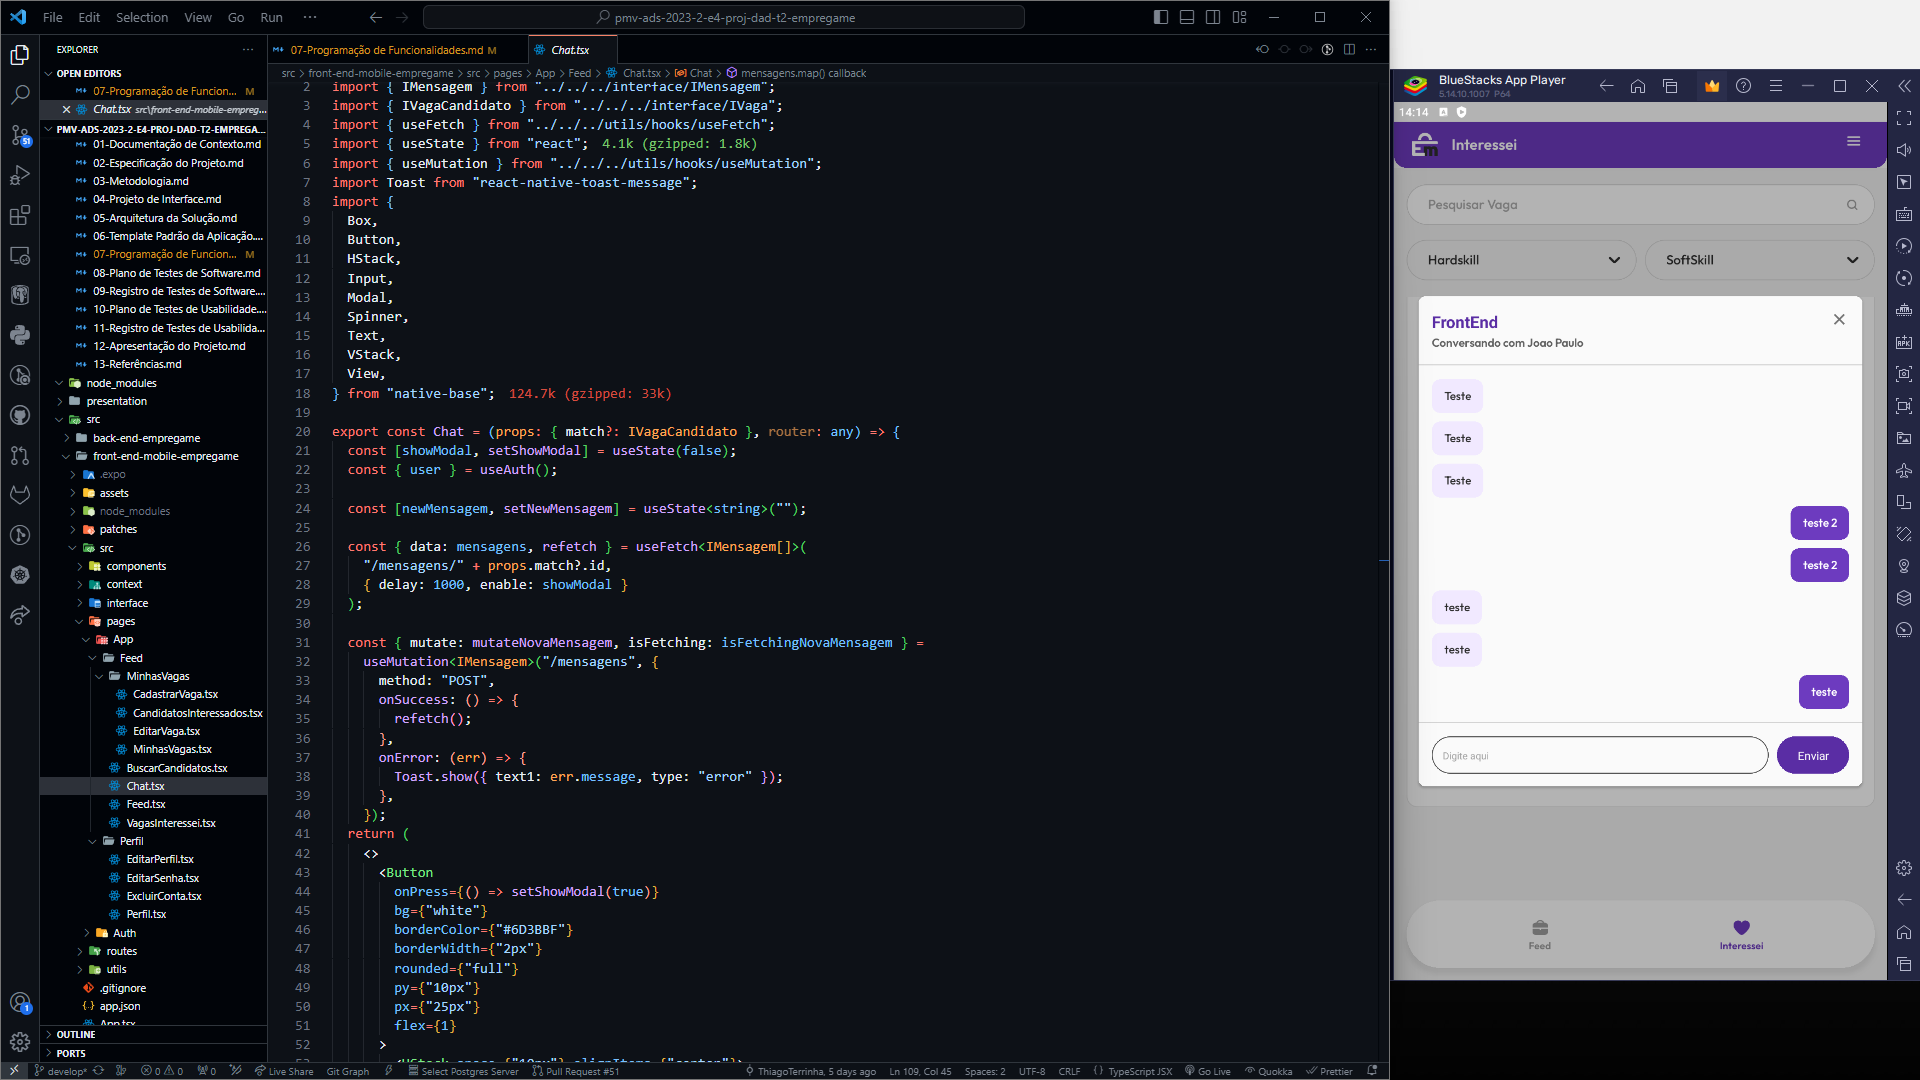 File Edit Selection View Go Run ···
pmv-ads-2023-2-e4-proj-dad-t2-empregame
EXPLORER
OPEN EDITORS
07-Programação de Funcion... M
Chat.tsx src\front-end-mobile-empreg...
PMV-ADS-2023-2-E4-PROJ-DAD-T2-EMPREGA...
01-Documentação de Contexto.md
02-Especificação do Projeto.md
03-Metodologia.md
04-Projeto de Interface.md
05-Arquitetura da Solução.md
06-Template Padrão da Aplicação....
07-Programação de Funcion... M
08-Plano de Testes de Software.md
09-Registro de Testes de Software....
10-Plano de Testes de Usabilidade....
11-Registro de Testes de Usabilida...
12-Apresentação do Projeto.md
13-Referências.md
node_modules
presentation
src
back-end-empregame
front-end-mobile-empregame
.expo
assets
node_modules
patches
src
components
context
interface
pages
App
Feed
MinhasVagas
CadastrarVaga.tsx
CandidatosInteressados.tsx
EditarVaga.tsx
MinhasVagas.tsx
BuscarCandidatos.tsx
Chat.tsx
Feed.tsx
VagasInteressei.tsx
Perfil
EditarPerfil.tsx
EditarSenha.tsx
ExcluirConta.tsx
Perfil.tsx
Auth
routes
utils
.gitignore
app.json
App.tsx
OUTLINE
PORTS
51
1
07-Programação de Funcionalidades.md M
Chat.tsx
src > front-end-mobile-empregame > src > pages > App > Feed > Chat.tsx > Chat > mensagens.map() callback
2 import { IMensagem } from "../../../interface/IMensagem";
3 import { IVagaCandidato } from "../../../interface/IVaga";
4 import { useFetch } from "../../../utils/hooks/useFetch";
5 import { useState } from "react"; 4.1k (gzipped: 1.8k)
6 import { useMutation } from "../../../utils/hooks/useMutation";
7 import Toast from "react-native-toast-message";
8 import {
9 Box,
10 Button,
11 HStack,
12 Input,
13 Modal,
14 Spinner,
15 Text,
16 VStack,
17 View,
18 } from "native-base"; 124.7k (gzipped: 33k)
19
20 export const Chat = (props: { match?: IVagaCandidato }, router: any) => {
21 const [showModal, setShowModal] = useState(false);
22 const { user } = useAuth();
23
24 const [newMensagem, setNewMensagem] = useState<string>("");
25
26 const { data: mensagens, refetch } = useFetch<IMensagem[]>(
27 "/mensagens/" + props.match?.id,
28 { delay: 1000, enable: showModal }
29 );
30
31 const { mutate: mutateNovaMensagem, isFetching: isFetchingNovaMensagem } =
32 useMutation<IMensagem>("/mensagens", {
33 method: "POST",
34 onSuccess: () => {
35 refetch();
36 },
37 onError: (err) => {
38 Toast.show({ text1: err.message, type: "error" });
39 },
40 });
41 return (
42 <>
43 <Button
44 onPress={() => setShowModal(true)}
45 bg={"white"}
46 borderColor={"#6D3BBF"}
47 borderWidth={"2px"}
48 rounded={"full"}
49 py={"10px"}
50 px={"25px"}
51 flex={1}
52 >
53 <HStack space={"10px"} alignItems={"center"}>
develop* 0 0 0 Live Share Git Graph Select Postgres Server Pull Request #51 ThiagoTerrinha, 5 days ago Ln 109, Col 45 Spaces: 2 UTF-8 CRLF {} TypeScript JSX Go Live Quokka Prettier
BlueStacks App Player
5.14.10.1007 P64
14:14
Em Interessei
Pesquisar Vaga
Hardskill
SoftSkill
FrontEnd
Conversando com Joao Paulo
Teste
Teste
Teste
teste 2
teste 2
teste
teste
teste
Digite aqui
Enviar
Feed
Interessei